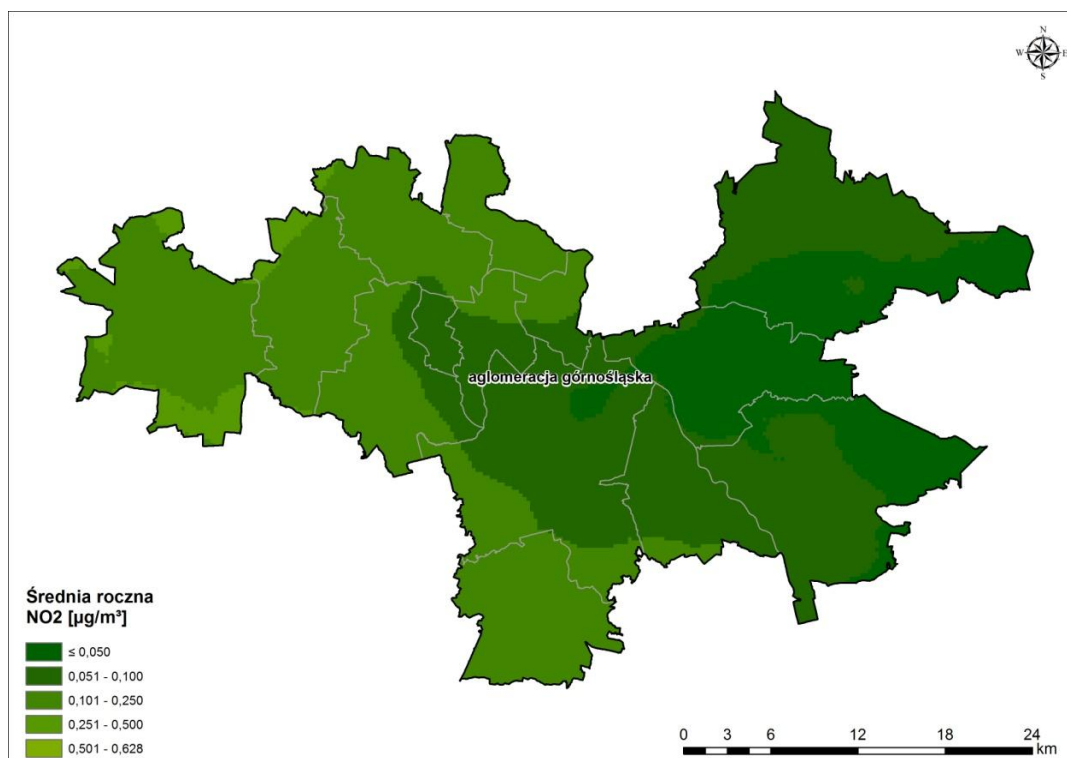 N
W E
S
aglomeracja górnośląska
Średnia roczna
NO2 [µg/m³]
≤ 0,050
0,051 - 0,100
0,101 - 0,250
0,251 - 0,500
0,501 - 0,628
0 3 6 12 18 24
km